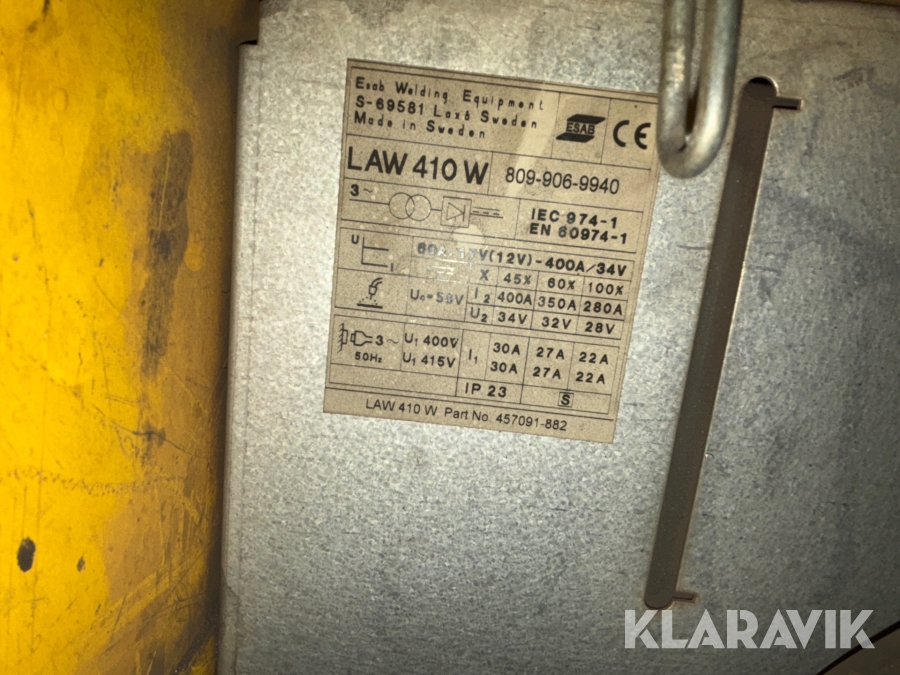 Esab Welding Equipment
S-69581 Laxå Sweden
Made in Sweden
ESAB CE
LAW 410 W 809-906-9940
3~
IEC 974-1
EN 60974-1
U I (12V)-400A/34V
X 45% 60% 100%
U₀=58V I₂ 400A 350A 280A
U₂ 34V 32V 28V
3~ 50Hz
U₁ 400V I₁ 30A 27A 22A
U₁ 415V 30A 27A 22A
IP 23 S
LAW 410 W Part No. 457091-882
KLARAVIK